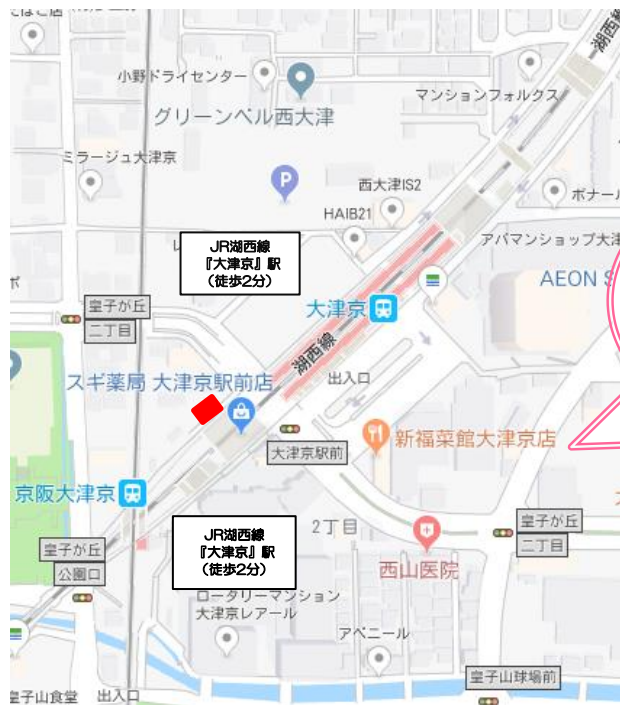 たばこ店
小野ドライセンター
グリーンベル西大津
マンションフォルクス
湖西線
ミラージュ大津京
P
西大津IS2
HAIB21
ボナール
アパマンショップ大津
JR湖西線
『大津京』駅
(徒歩2分)
AEON S
皇子が丘
二丁目
大津京
湖西線
スギ薬局 大津京駅前店
出入口
大津京駅前
新福菜館大津京店
京阪大津京
JR湖西線
『大津京』駅
(徒歩2分)
2丁目
皇子が丘
二丁目
皇子が丘
公園口
西山医院
ロータリーマンション
大津京レアール
アベニール
皇子山球場前
皇子山食堂
出入口